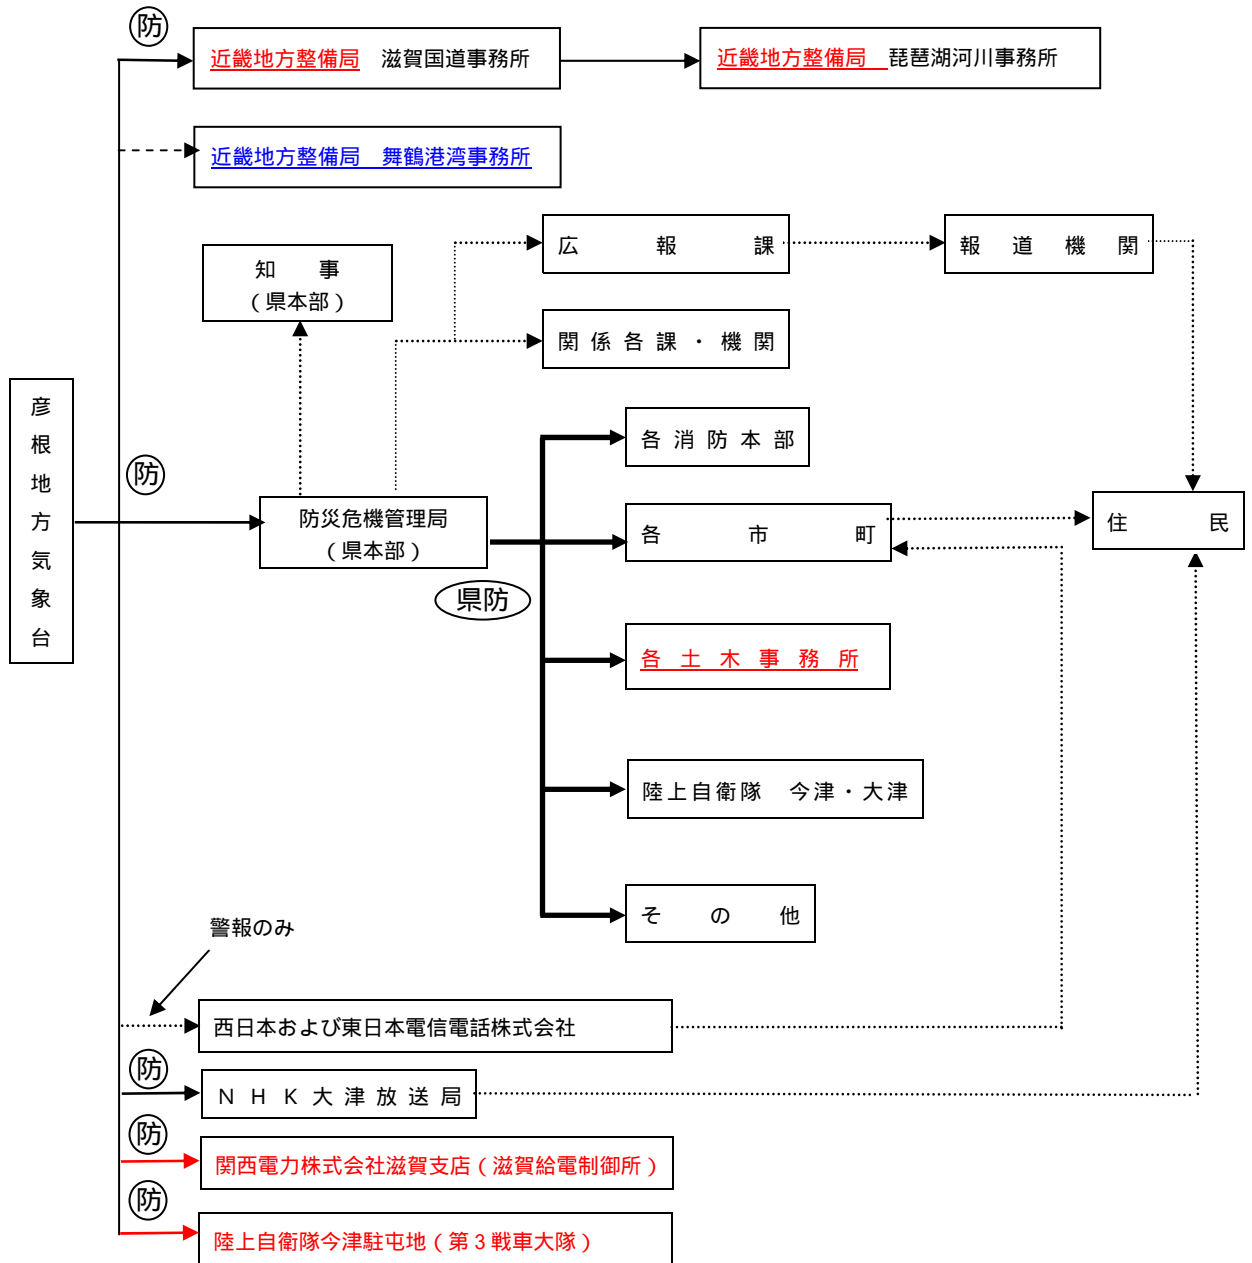 防
近畿地方整備局　滋賀国道事務所
近畿地方整備局　琵琶湖河川事務所
近畿地方整備局　舞鶴港湾事務所
広報課
報道機関
知事
（県本部）
関係各課・機関
彦根地方気象台
各消防本部
防
防災危機管理局
（県本部）
各市町
住民
県防
各土木事務所
陸上自衛隊　今津・大津
その他
警報のみ
西日本および東日本電信電話株式会社
防
ＮＨＫ大津放送局
防
関西電力株式会社滋賀支店（滋賀給電制御所）
防
陸上自衛隊今津駐屯地（第３戦車大隊）